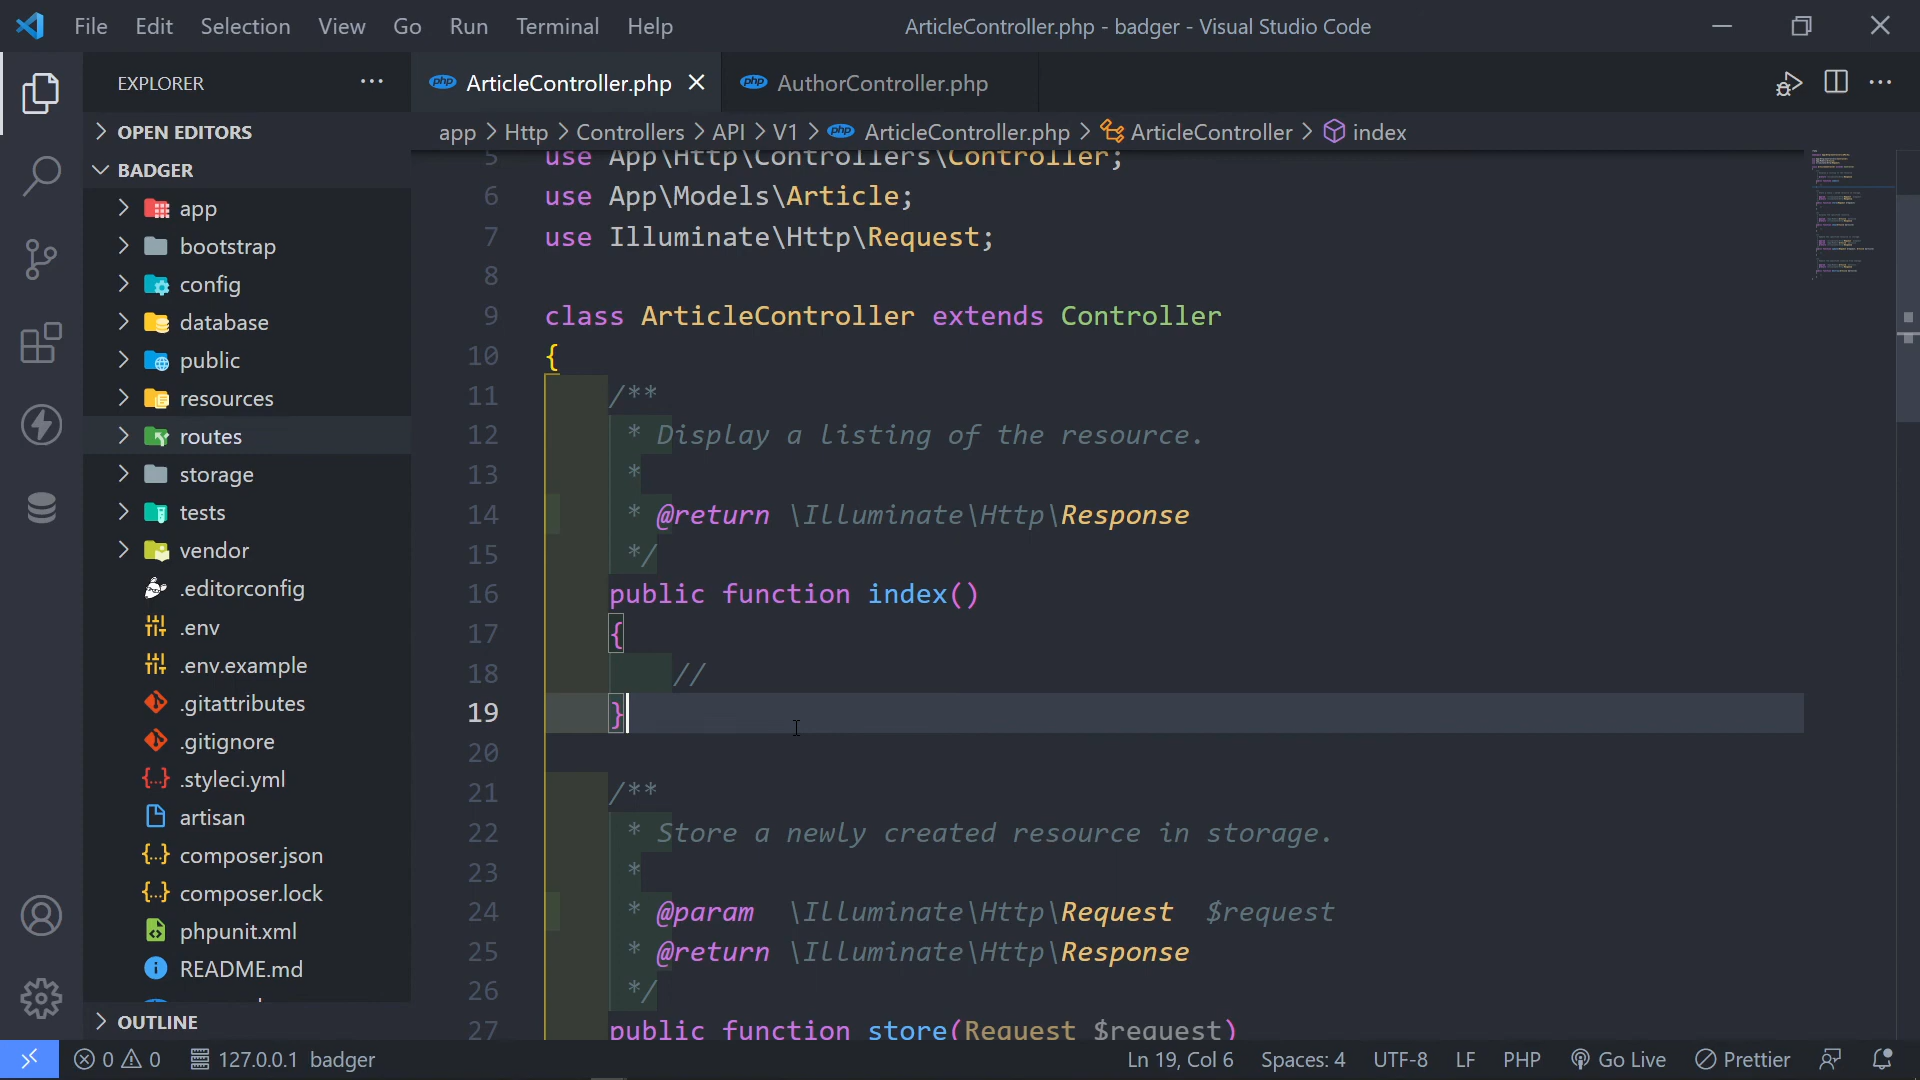 File Edit Selection View Go Run Terminal Help
ArticleController.php - badger - Visual Studio Code
EXPLORER
OPEN EDITORS
BADGER
app
bootstrap
config
database
public
resources
routes
storage
tests
vendor
.editorconfig
.env
.env.example
.gitattributes
.gitignore
.styleci.yml
artisan
composer.json
composer.lock
phpunit.xml
README.md
OUTLINE
php ArticleController.php
php AuthorController.php
app > Http > Controllers > API > V1 > php ArticleController.php > ArticleController > index
5 use App\Http\Controllers\Controller;
6 use App\Models\Article;
7 use Illuminate\Http\Request;
8
9 class ArticleController extends Controller
10 {
11 /**
12 * Display a listing of the resource.
13 *
14 * @return \Illuminate\Http\Response
15 */
16 public function index()
17 {
18 //
19 }
20
21 /**
22 * Store a newly created resource in storage.
23 *
24 * @param  \Illuminate\Http\Request  $request
25 * @return \Illuminate\Http\Response
26 */
27 public function store(Request $request)
0 0 127.0.0.1 badger
Ln 19, Col 6 Spaces: 4 UTF-8 LF PHP Go Live Prettier